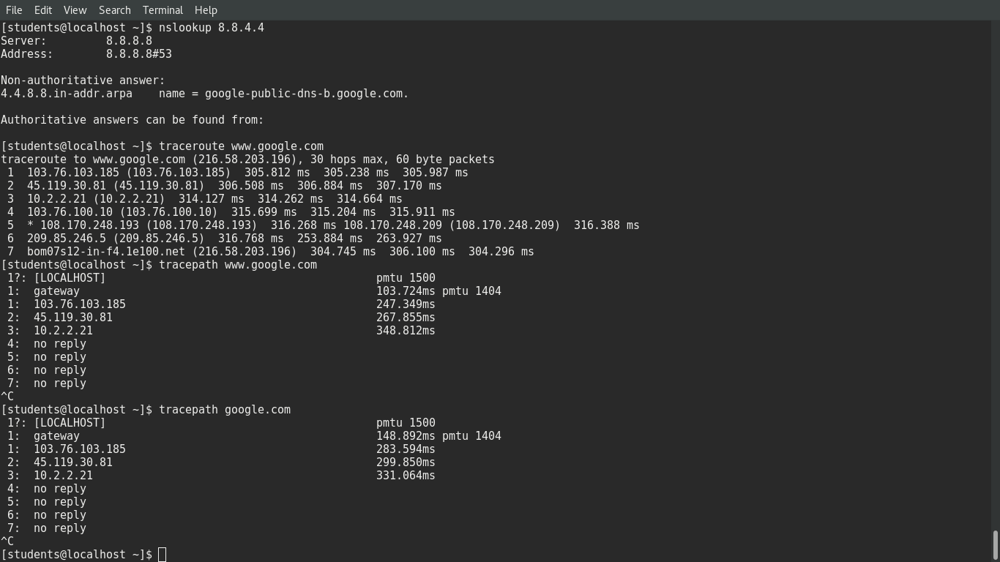 File Edit View Search Terminal Help
[students@localhost ~]$ nslookup 8.8.4.4
Server:         8.8.8.8
Address:        8.8.8.8#53
Non-authoritative answer:
4.4.8.8.in-addr.arpa    name = google-public-dns-b.google.com.
Authoritative answers can be found from:
[students@localhost ~]$ traceroute www.google.com
traceroute to www.google.com (216.58.203.196), 30 hops max, 60 byte packets
 1  103.76.103.185 (103.76.103.185)  305.812 ms  305.238 ms  305.987 ms
 2  45.119.30.81 (45.119.30.81)  306.508 ms  306.884 ms  307.170 ms
 3  10.2.2.21 (10.2.2.21)  314.127 ms  314.262 ms  314.664 ms
 4  103.76.100.10 (103.76.100.10)  315.699 ms  315.204 ms  315.911 ms
 5  * 108.170.248.193 (108.170.248.193)  316.268 ms 108.170.248.209 (108.170.248.209)  316.388 ms
 6  209.85.246.5 (209.85.246.5)  316.768 ms  253.884 ms  263.927 ms
 7  bom07s12-in-f4.1e100.net (216.58.203.196)  304.745 ms  306.100 ms  304.296 ms
[students@localhost ~]$ tracepath www.google.com
 1?: [LOCALHOST]                                         pmtu 1500
 1:  gateway                                             103.724ms pmtu 1404
 1:  103.76.103.185                                      247.349ms
 2:  45.119.30.81                                        267.855ms
 3:  10.2.2.21                                           348.812ms
 4:  no reply
 5:  no reply
 6:  no reply
 7:  no reply
^C
[students@localhost ~]$ tracepath google.com
 1?: [LOCALHOST]                                         pmtu 1500
 1:  gateway                                             148.892ms pmtu 1404
 1:  103.76.103.185                                      283.594ms
 2:  45.119.30.81                                        299.850ms
 3:  10.2.2.21                                           331.064ms
 4:  no reply
 5:  no reply
 6:  no reply
 7:  no reply
^C
[students@localhost ~]$